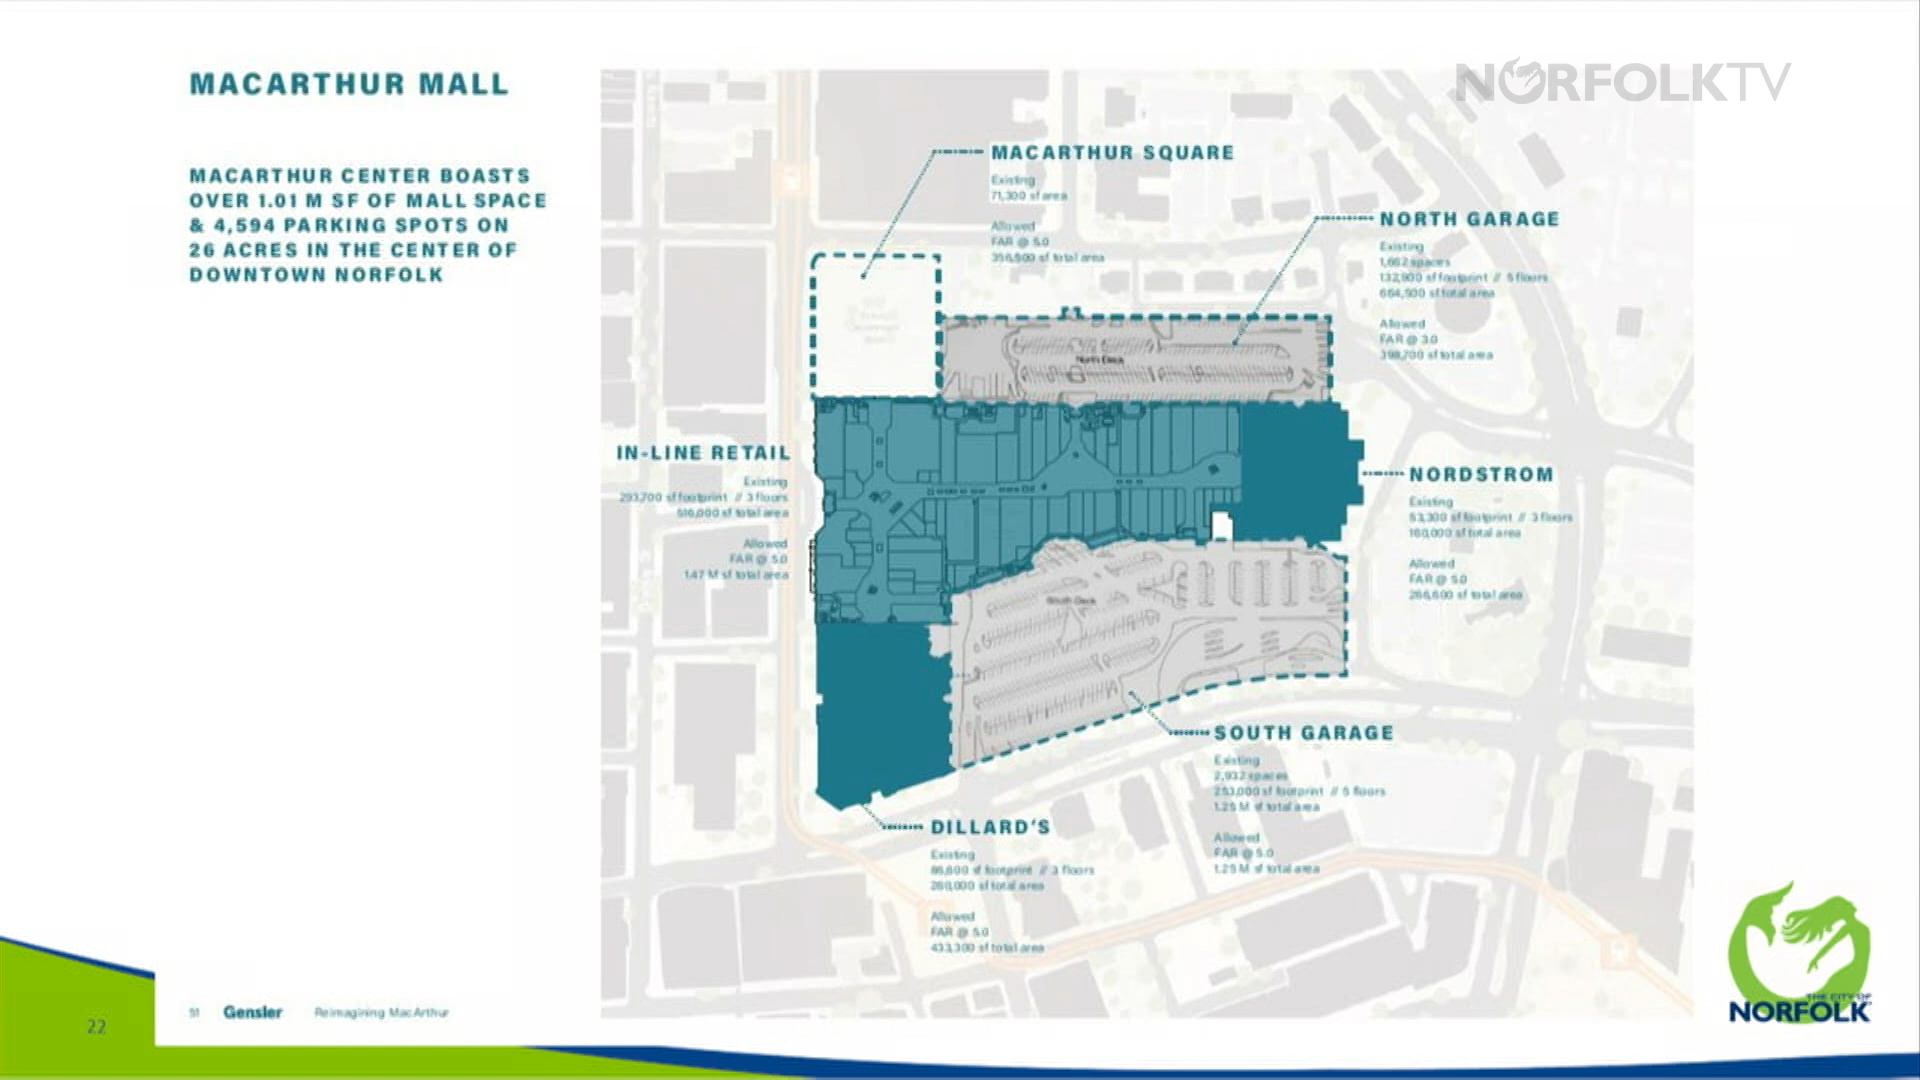 MACARTHUR MALL
NORFOLKTV
MACARTHUR CENTER BOASTS
OVER 1.01 M SF OF MALL SPACE
& 4,594 PARKING SPOTS ON
26 ACRES IN THE CENTER OF
DOWNTOWN NORFOLK
MACARTHUR SQUARE
Existing
71,300 sf area
Allowed
FAR @ 5.0
356,500 sf total area
NORTH GARAGE
Existing
1,662 spaces
132,900 sf footprint // 5 floors
664,500 sf total area
Allowed
FAR @ 3.0
398,700 sf total area
North Deck
IN-LINE RETAIL
Existing
293,700 sf footprint // 3 floors
516,000 sf total area
Allowed
FAR @ 5.0
1.47 M sf total area
NORDSTROM
Existing
53,300 sf footprint // 3 floors
160,000 sf total area
Allowed
FAR @ 5.0
266,600 sf total area
South Deck
SOUTH GARAGE
Existing
2,932 spaces
253,000 sf footprint // 5 floors
1.25 M sf total area
Allowed
FAR @ 5.0
1.25 M sf total area
DILLARD'S
Existing
86,600 sf footprint // 3 floors
260,000 sf total area
Allowed
FAR @ 5.0
433,300 sf total area
51 Gensler Reimagining MacArthur
22
THE CITY OF
NORFOLK